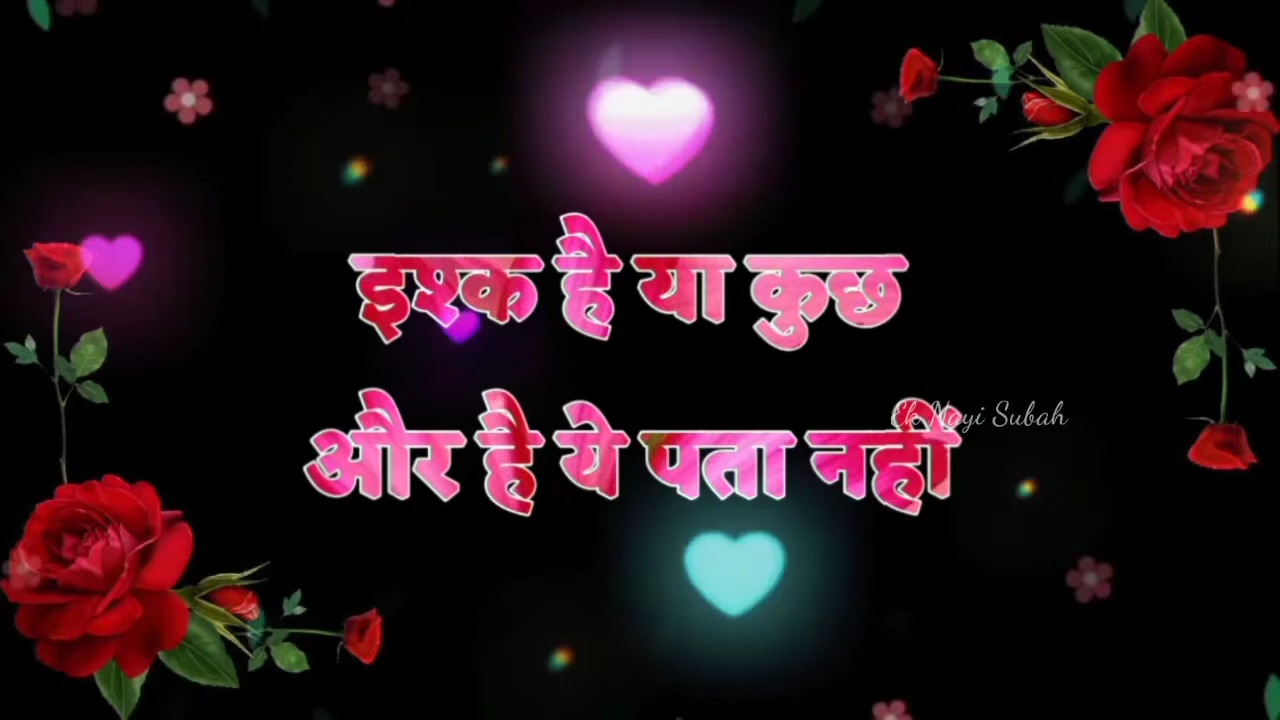 इश्क है या कुछ
Ek Nayi Subah
और है ये पता नही